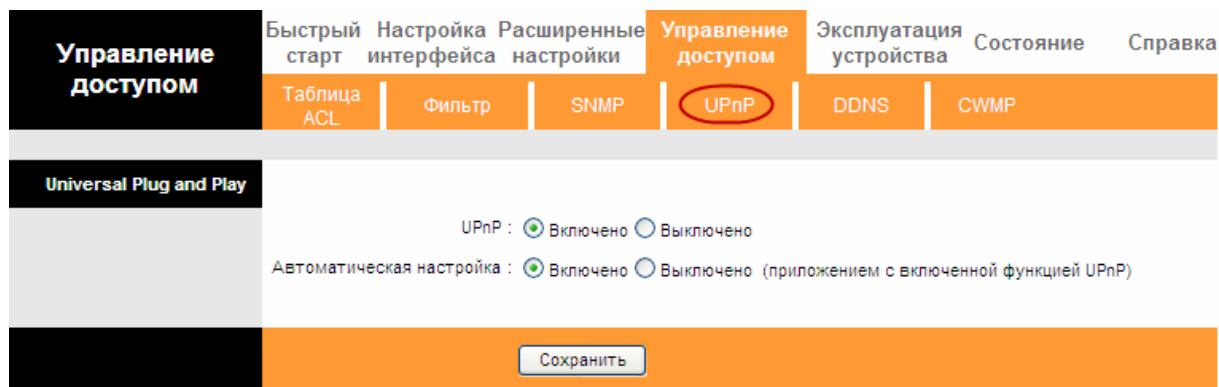 Управление доступом
Быстрый старт
Настройка интерфейса
Расширенные настройки
Управление доступом
Эксплуатация устройства
Состояние
Справка
Таблица ACL
Фильтр
SNMP
UPnP
DDNS
CWMP
Universal Plug and Play
UPnP : Включено Выключено
Автоматическая настройка : Включено Выключено (приложением с включенной функцией UPnP)
Сохранить